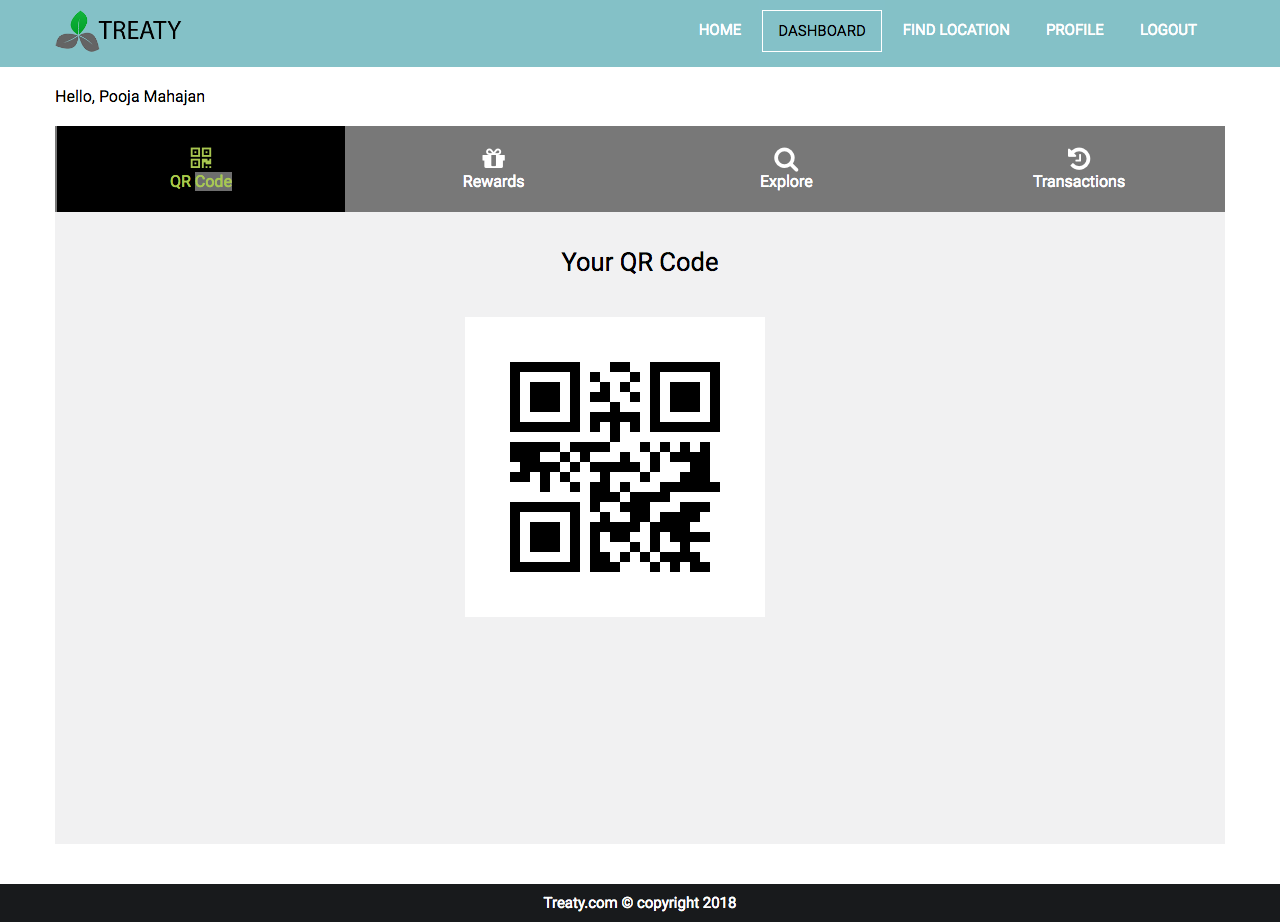 TREATY
HOME DASHBOARD FIND LOCATION PROFILE LOGOUT
Hello, Pooja Mahajan
QR Code Rewards Explore Transactions
Your QR Code
Treaty.com © copyright 2018